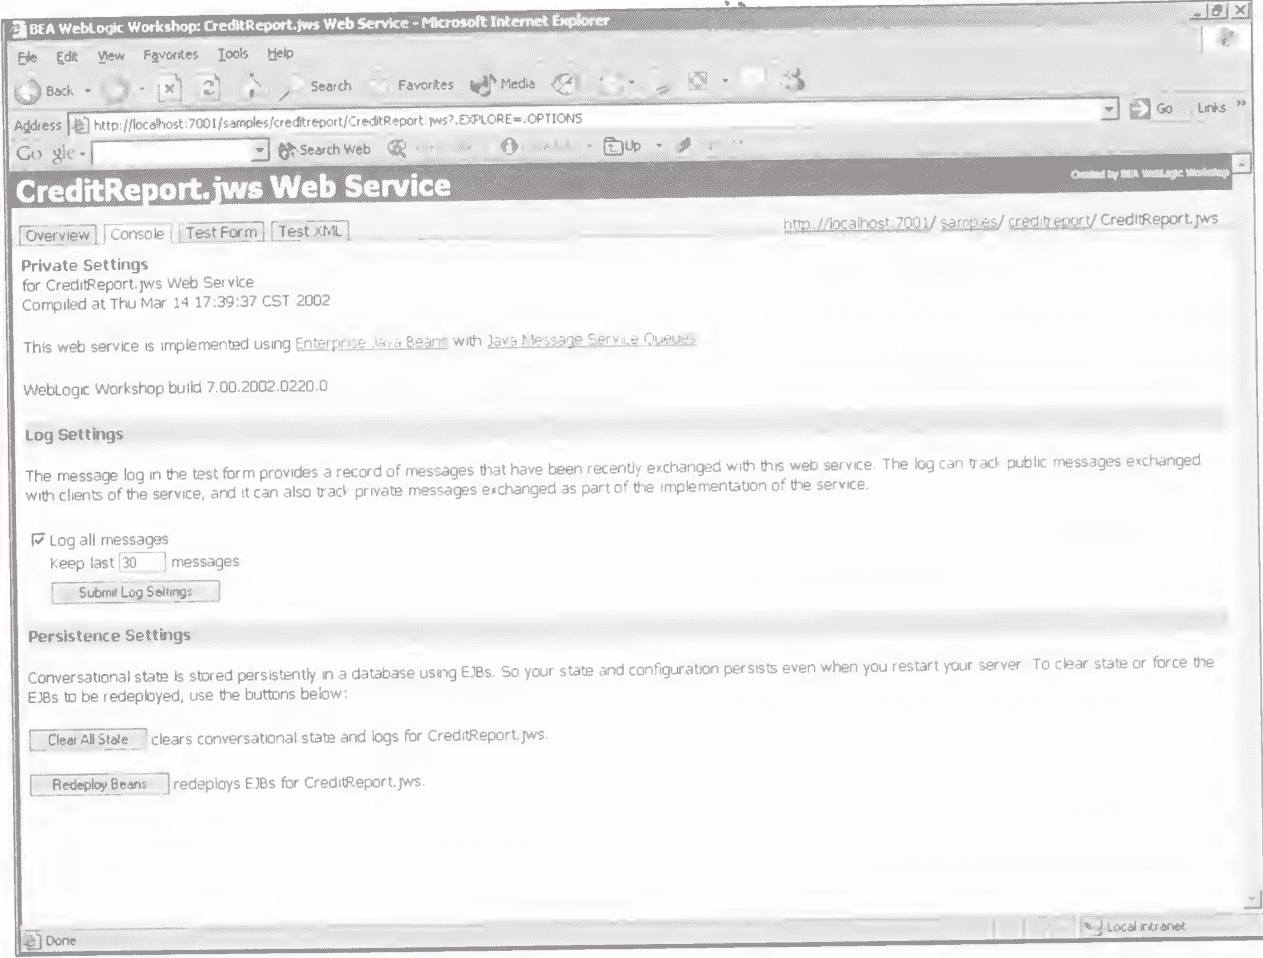 BEA WebLogic Workshop: CreditReport.jws Web Service - Microsoft Internet Explorer
File Edit View Favorites Tools Help
Back Search Favorites Media
Address http://localhost:7001/samples/creditreport/CreditReport.jws?.EXPLORE=.OPTIONS Go Links »
Search Web Up
CreditReport.jws Web Service
Created by BEA WebLogic Workshop
Overview Console Test Form Test XML
http://localhost:7001/ samples/ creditreport/ CreditReport.jws
Private Settings
for CreditReport.jws Web Service
Compiled at Thu Mar 14 17:39:37 CST 2002
This web service is implemented using Enterprise Java Beans with Java Message Service Queues
WebLogic Workshop build 7.00.2002.0220.0
Log Settings
The message log in the test form provides a record of messages that have been recently exchanged with this web service. The log can track public messages exchanged
with clients of the service, and it can also track private messages exchanged as part of the implementation of the service.
Log all messages
Keep last 30 messages
Submit Log Settings
Persistence Settings
Conversational state is stored persistently in a database using EJBs. So your state and configuration persists even when you restart your server. To clear state or force the
EJBs to be redeployed, use the buttons below:
Clear All State clears conversational state and logs for CreditReport.jws.
Redeploy Beans redeploys EJBs for CreditReport.jws.
Done
Local intranet